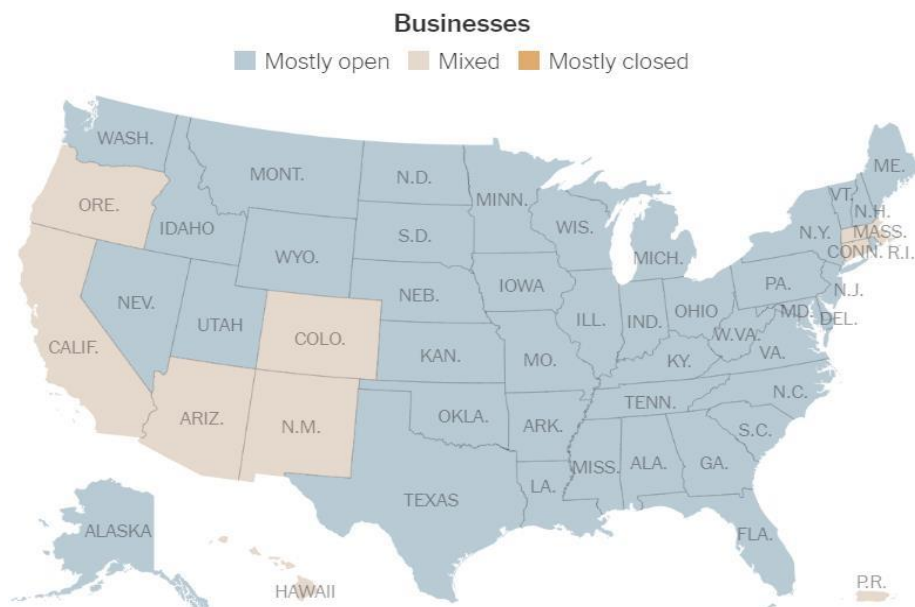 Businesses
Mostly open Mixed Mostly closed
WASH.
ME.
MONT.
N.D.
MINN.
VT.
ORE.
N.H.
IDAHO
WIS.
N.Y.
MASS.
S.D.
CONN. R.I.
WYO.
MICH.
IOWA
PA.
NEB.
N.J.
NEV.
OHIO
UTAH
ILL.
IND.
MD.
DEL.
COLO.
W.VA.
CALIF.
KAN.
MO.
KY.
VA.
N.C.
TENN.
OKLA.
ARIZ.
N.M.
ARK.
S.C.
MISS.
ALA.
GA.
LA.
TEXAS
FLA.
ALASKA
P.R.
HAWAII